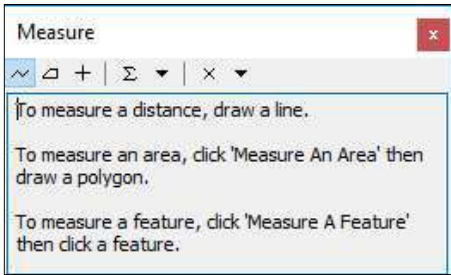 Measure
x
Σ
To measure a distance, draw a line.
To measure an area, click 'Measure An Area' then
draw a polygon.
To measure a feature, click 'Measure A Feature'
then click a feature.